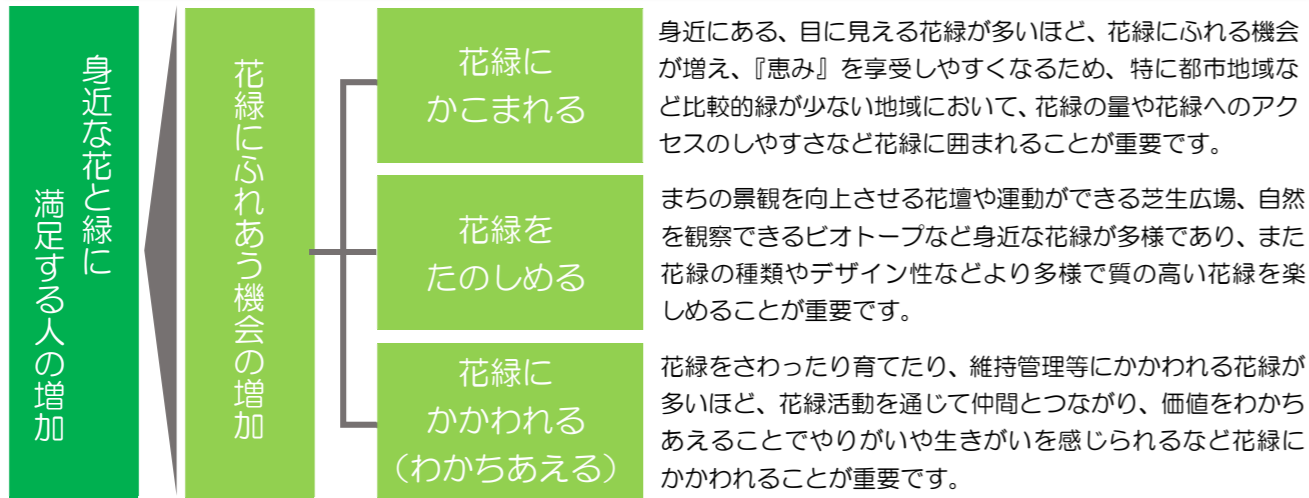 身近な花と緑に
満足する人の増加
花緑にふれあう機会の増加
花緑に
かこまれる
身近にある、目に見える花緑が多いほど、花緑にふれる機会
が増え、『恵み』を享受しやすくなるため、特に都市地域な
ど比較的緑が少ない地域において、花緑の量や花緑へのアク
セスのしやすさなど花緑に囲まれることが重要です。
花緑を
たのしめる
まちの景観を向上させる花壇や運動ができる芝生広場、自然
を観察できるビオトープなど身近な花緑が多様であり、また
花緑の種類やデザイン性などより多様で質の高い花緑を楽
しめることが重要です。
花緑に
かかわれる
（わかちあえる）
花緑をさわったり育てたり、維持管理等にかかわれる花緑が
多いほど、花緑活動を通じて仲間とつながり、価値をわかち
あえることでやりがいや生きがいを感じられるなど花緑に
かかわれることが重要です。